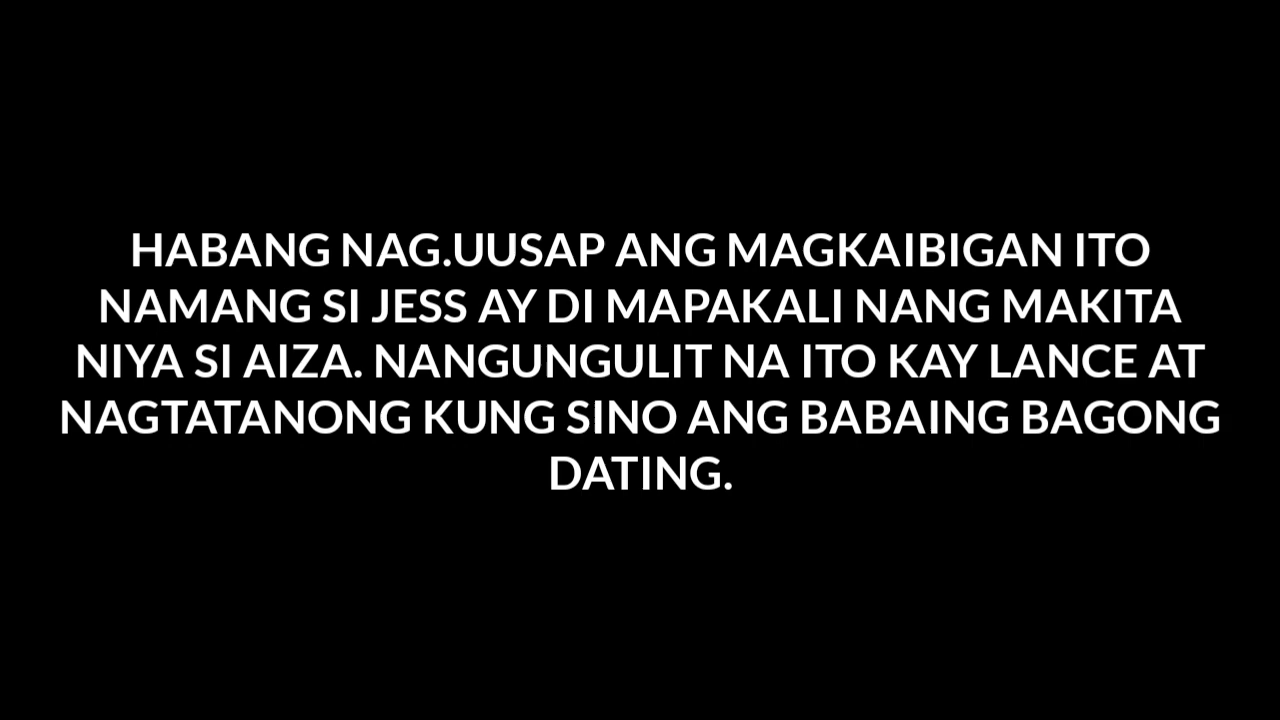 HABANG NAG.UUSAP ANG MAGKAIBIGAN ITO
NAMANG SI JESS AY DI MAPAKALI NANG MAKITA
NIYA SI AIZA. NANGUNGULIT NA ITO KAY LANCE AT
NAGTATANONG KUNG SINO ANG BABAING BAGONG
DATING.